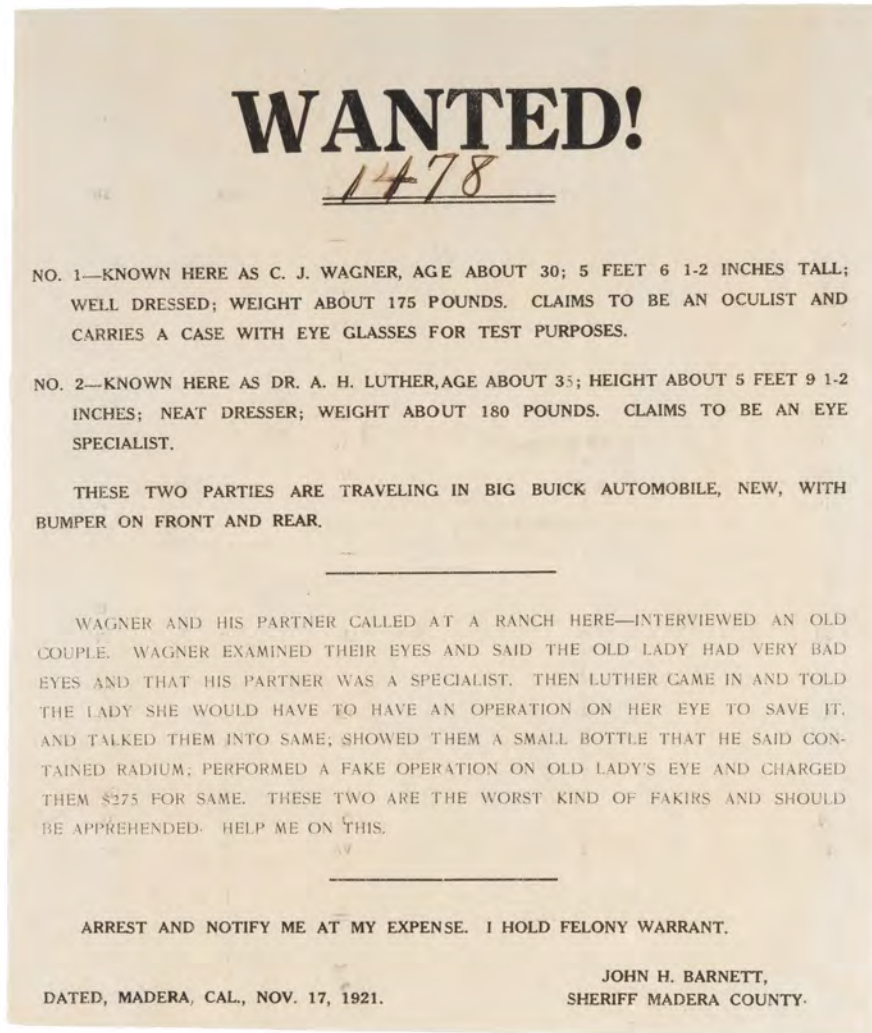 WANTED!
1478
NO. 1—KNOWN HERE AS C. J. WAGNER, AGE ABOUT 30; 5 FEET 6 1-2 INCHES TALL;
WELL DRESSED; WEIGHT ABOUT 175 POUNDS. CLAIMS TO BE AN OCULIST AND
CARRIES A CASE WITH EYE GLASSES FOR TEST PURPOSES.
NO. 2—KNOWN HERE AS DR. A. H. LUTHER,AGE ABOUT 35; HEIGHT ABOUT 5 FEET 9 1-2
INCHES; NEAT DRESSER; WEIGHT ABOUT 180 POUNDS. CLAIMS TO BE AN EYE
SPECIALIST.
THESE TWO PARTIES ARE TRAVELING IN BIG BUICK AUTOMOBILE, NEW, WITH
BUMPER ON FRONT AND REAR.
WAGNER AND HIS PARTNER CALLED AT A RANCH HERE—INTERVIEWED AN OLD
COUPLE. WAGNER EXAMINED THEIR EYES AND SAID THE OLD LADY HAD VERY BAD
EYES AND THAT HIS PARTNER WAS A SPECIALIST. THEN LUTHER CAME IN AND TOLD
THE LADY SHE WOULD HAVE TO HAVE AN OPERATION ON HER EYE TO SAVE IT.
AND TALKED THEM INTO SAME; SHOWED THEM A SMALL BOTTLE THAT HE SAID CON-
TAINED RADIUM; PERFORMED A FAKE OPERATION ON OLD LADY'S EYE AND CHARGED
THEM $275 FOR SAME. THESE TWO ARE THE WORST KIND OF FAKIRS AND SHOULD
BE APPREHENDED. HELP ME ON THIS.
ARREST AND NOTIFY ME AT MY EXPENSE. I HOLD FELONY WARRANT.
JOHN H. BARNETT,
DATED, MADERA, CAL., NOV. 17, 1921. SHERIFF MADERA COUNTY.